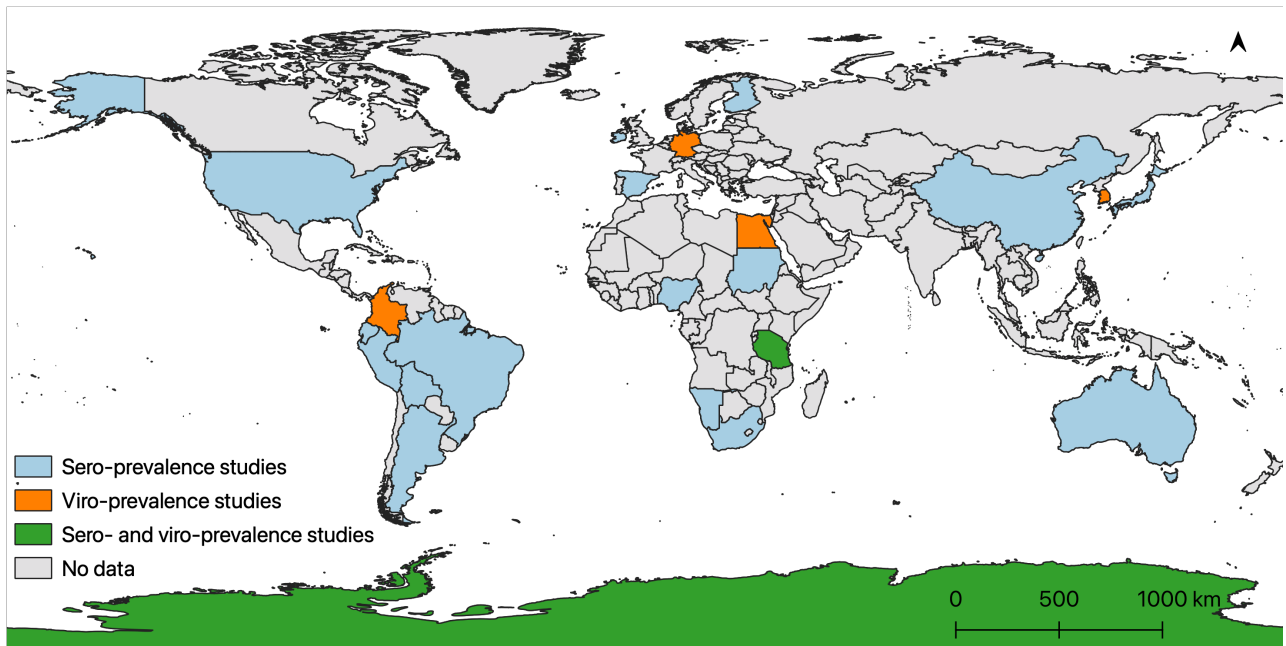 Sero-prevalence studies
Viro-prevalence studies
Sero- and viro-prevalence studies
No data
0 500 1000 km